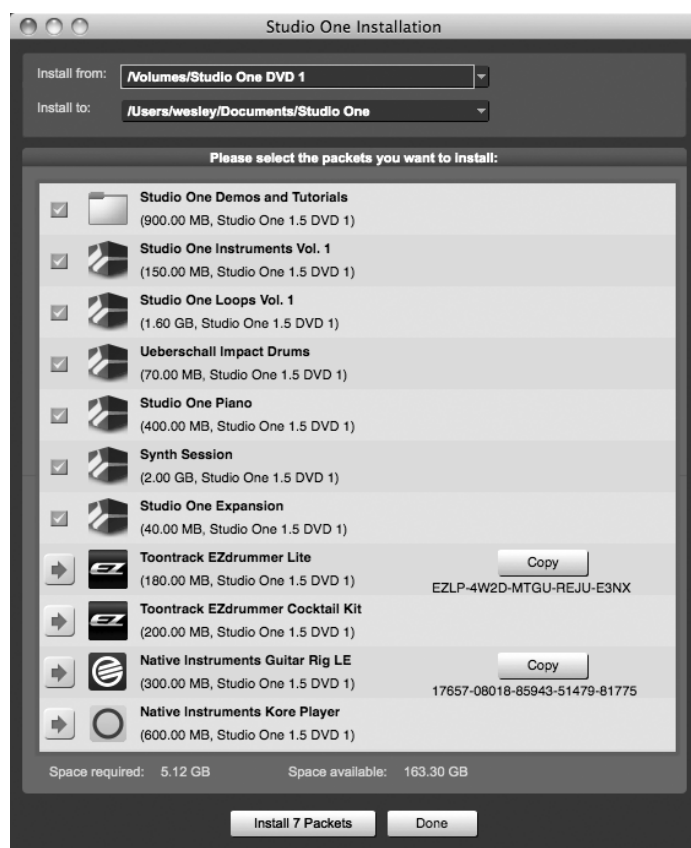 Studio One Installation
Install from: /Volumes/Studio One DVD 1
Install to: /Users/wesley/Documents/Studio One
Please select the packets you want to install:
Studio One Demos and Tutorials
(900.00 MB, Studio One 1.5 DVD 1)
Studio One Instruments Vol. 1
(150.00 MB, Studio One 1.5 DVD 1)
Studio One Loops Vol. 1
(1.60 GB, Studio One 1.5 DVD 1)
Ueberschall Impact Drums
(70.00 MB, Studio One 1.5 DVD 1)
Studio One Piano
(400.00 MB, Studio One 1.5 DVD 1)
Synth Session
(2.00 GB, Studio One 1.5 DVD 1)
Studio One Expansion
(40.00 MB, Studio One 1.5 DVD 1)
EZ
Toontrack EZdrummer Lite
(180.00 MB, Studio One 1.5 DVD 1)
Copy
EZLP-4W2D-MTGU-REJU-E3NX
EZ
Toontrack EZdrummer Cocktail Kit
(200.00 MB, Studio One 1.5 DVD 1)
Native Instruments Guitar Rig LE
(300.00 MB, Studio One 1.5 DVD 1)
Copy
17657-08018-85943-51479-81775
Native Instruments Kore Player
(600.00 MB, Studio One 1.5 DVD 1)
Space required: 5.12 GB Space available: 163.30 GB
Install 7 Packets Done